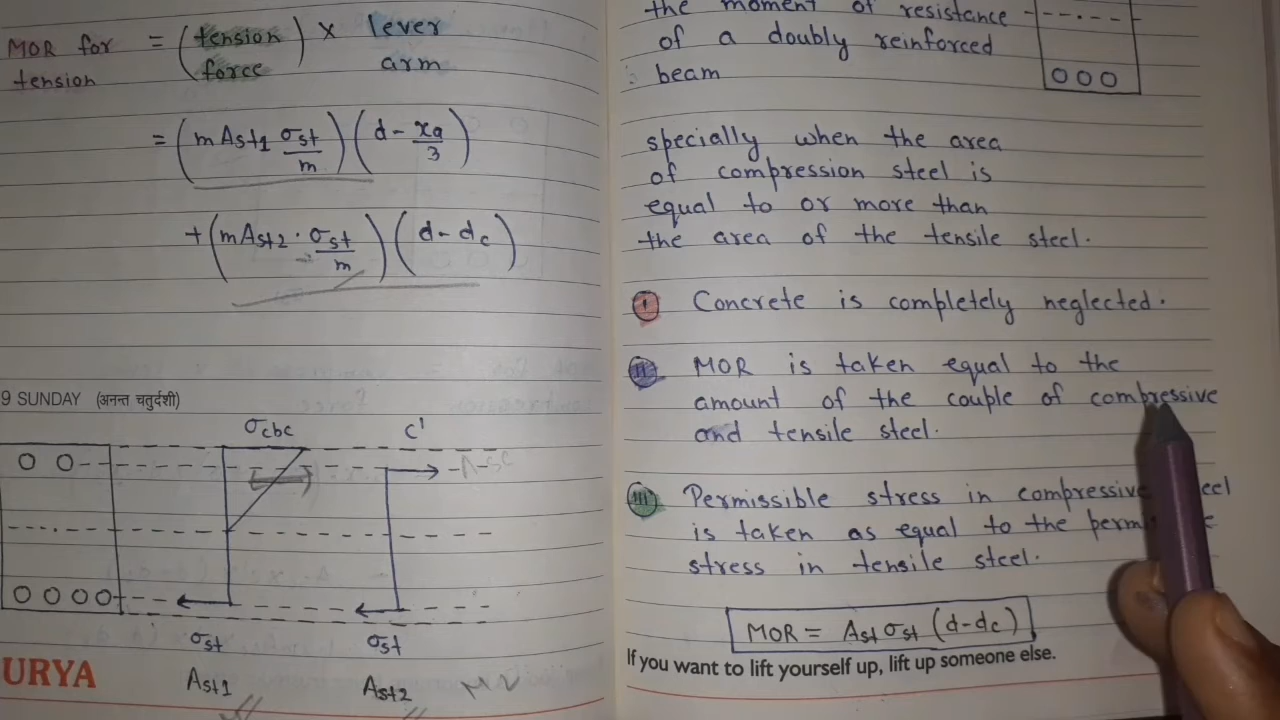 MOR for = (tension) × lever
tension (force) arm
= (m Ast1 σst/m) (d - xa/3)
+ (mAst2 · σst/m) (d - dc)
9 SUNDAY (अनन्त चतुर्दशी)
σcbc c'
σst σst
Ast1 Ast2
URYA
the moment of resistance
of a doubly reinforced
beam
specially when the area
of compression steel is
equal to or more than
the area of the tensile steel.
I Concrete is completely neglected.
II MOR is taken equal to the
amount of the couple of compressive
and tensile steel.
III Permissible stress in compressive
is taken as equal to the
stress in tensile steel.
MOR = Ast σst (d-dc)
If you want to lift yourself up, lift up someone else.